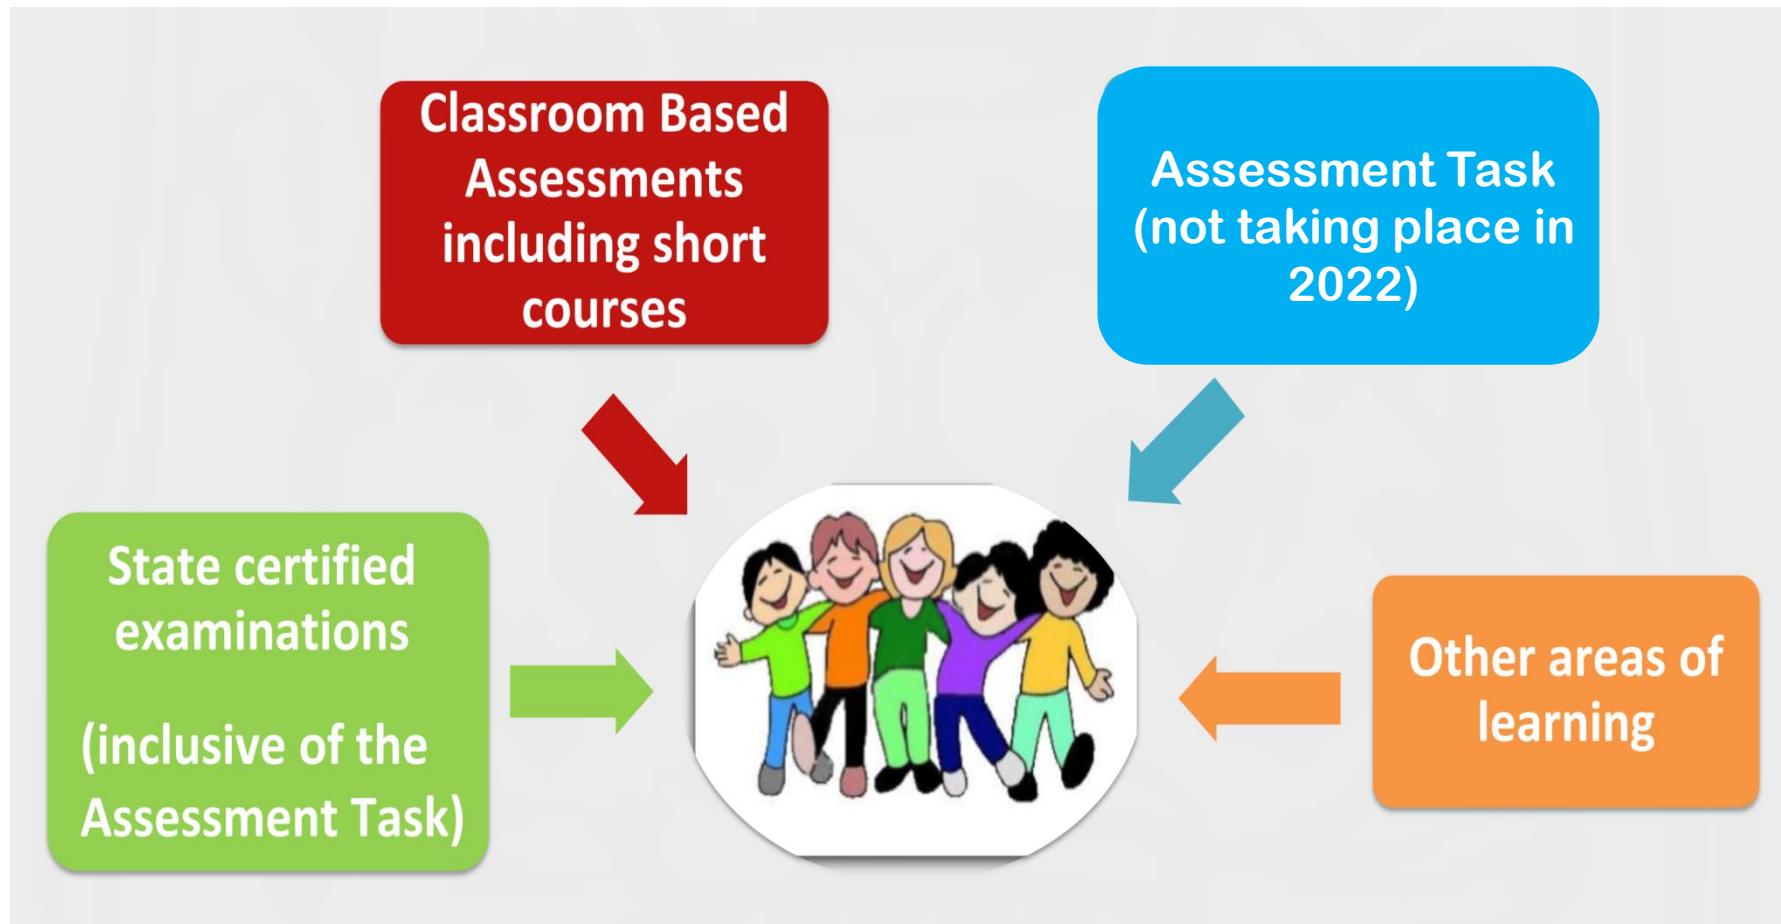 Classroom Based
Assessments
including short
courses
Assessment Task
(not taking place in
2022)
State certified
examinations
(inclusive of the
Assessment Task)
Other areas of
learning